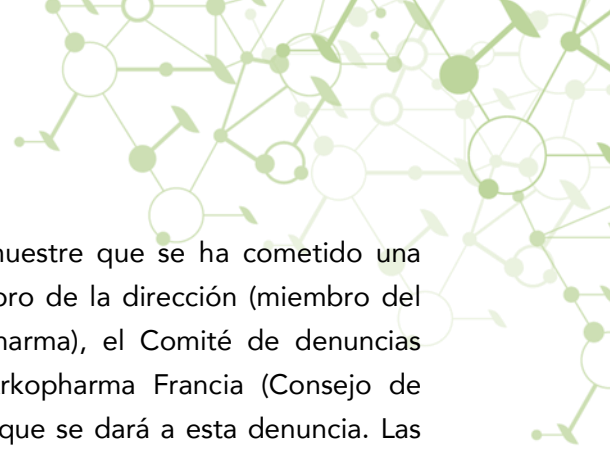 nuestre que se ha cometido una
bro de la dirección (miembro del
harma), el Comité de denuncias
rkopharma Francia (Consejo de
que se dará a esta denuncia. Las